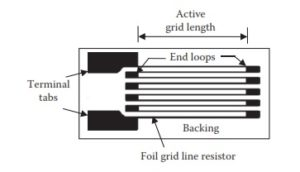 Active
grid length
End loops
Terminal
tabs
Backing
Foil grid line resistor